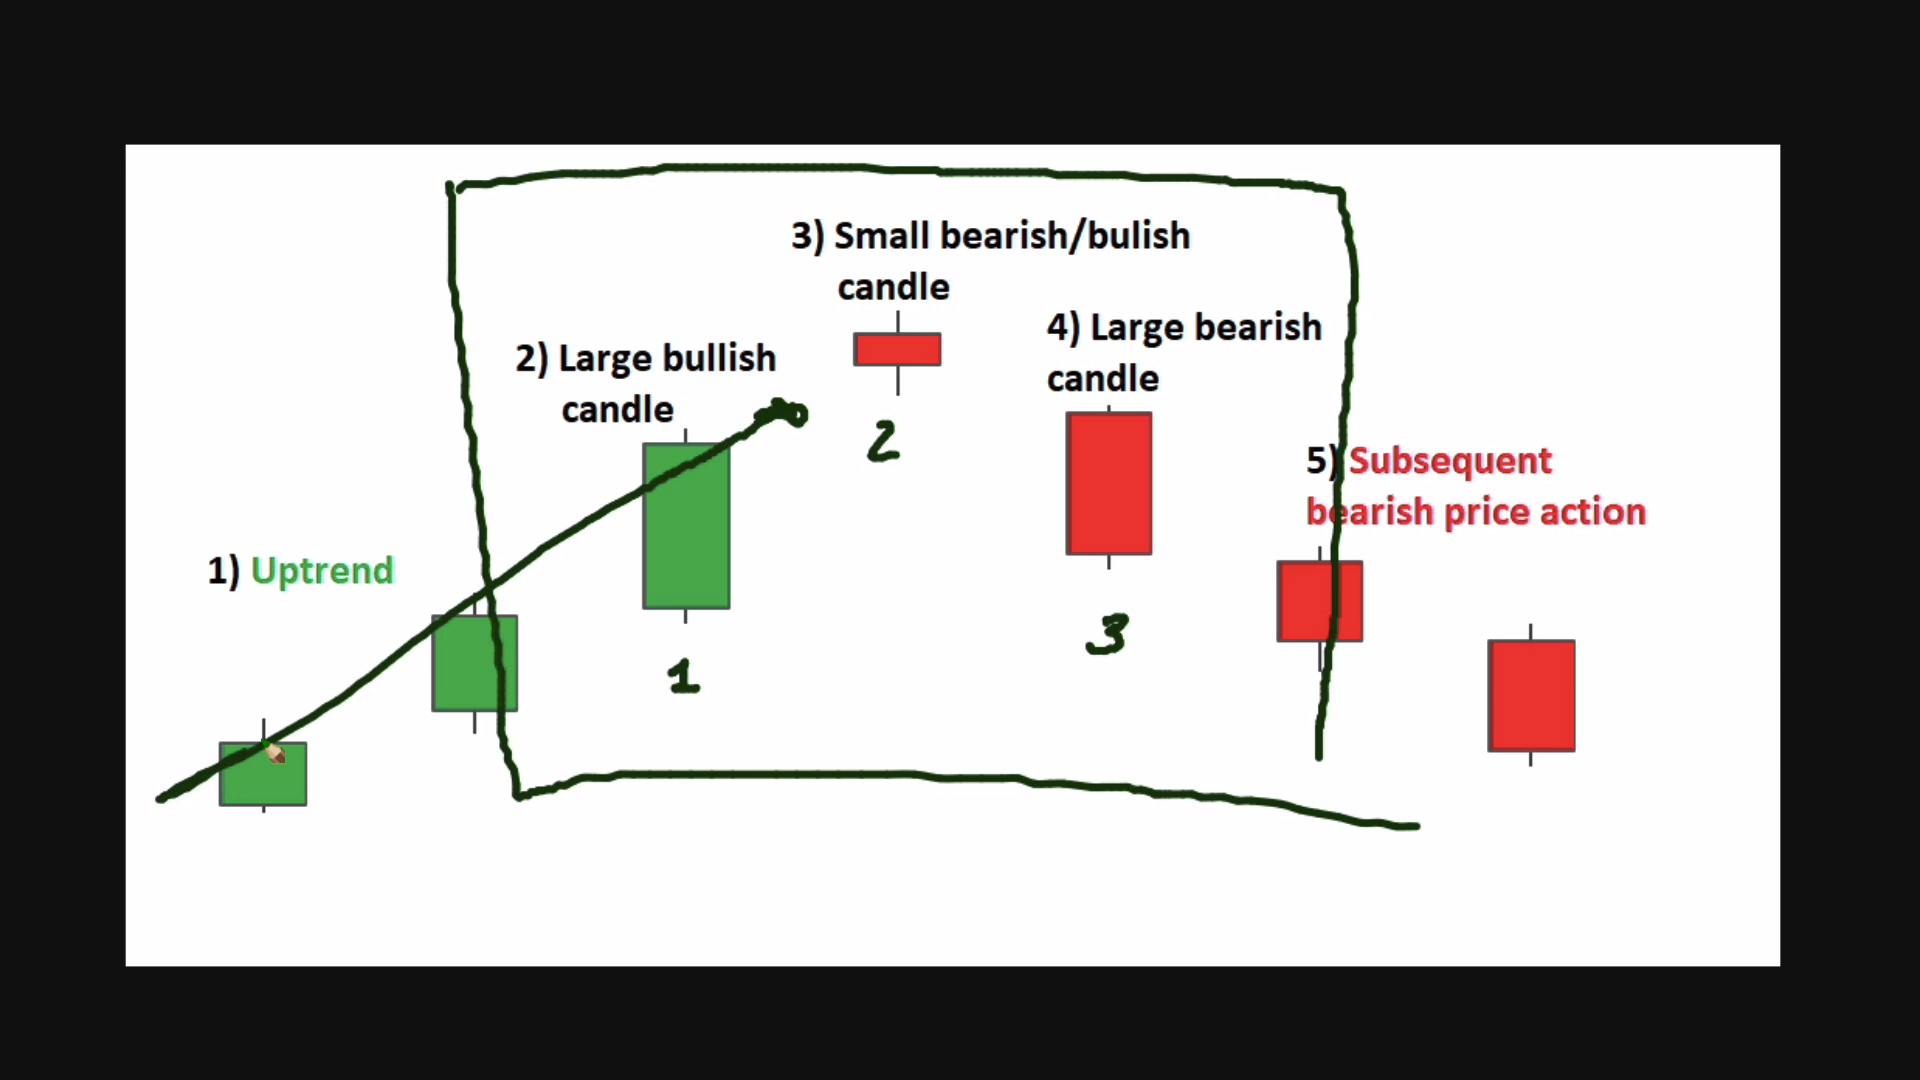 3) Small bearish/bulish
candle
4) Large bearish
candle
2) Large bullish
candle
2
5) Subsequent
bearish price action
1) Uptrend
3
1